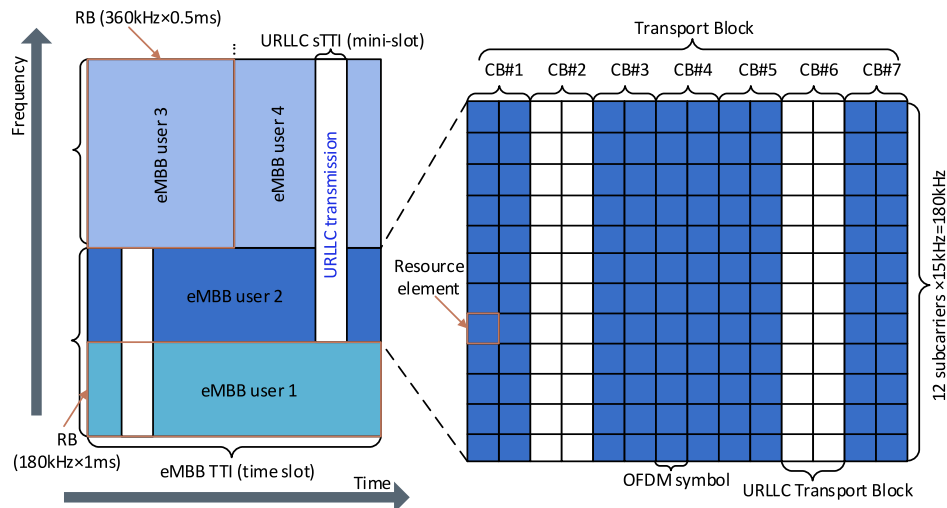 RB (360kHz×0.5ms)
...
URLLC sTTI (mini-slot)
Frequency
eMBB user 3
eMBB user 4
URLLC transmission
eMBB user 2
eMBB user 1
RB
(180kHz×1ms)
eMBB TTI (time slot)
Time
Transport Block
CB#1 CB#2 CB#3 CB#4 CB#5 CB#6 CB#7
Resource
element
12 subcarriers ×15kHz=180kHz
OFDM symbol
URLLC Transport Block